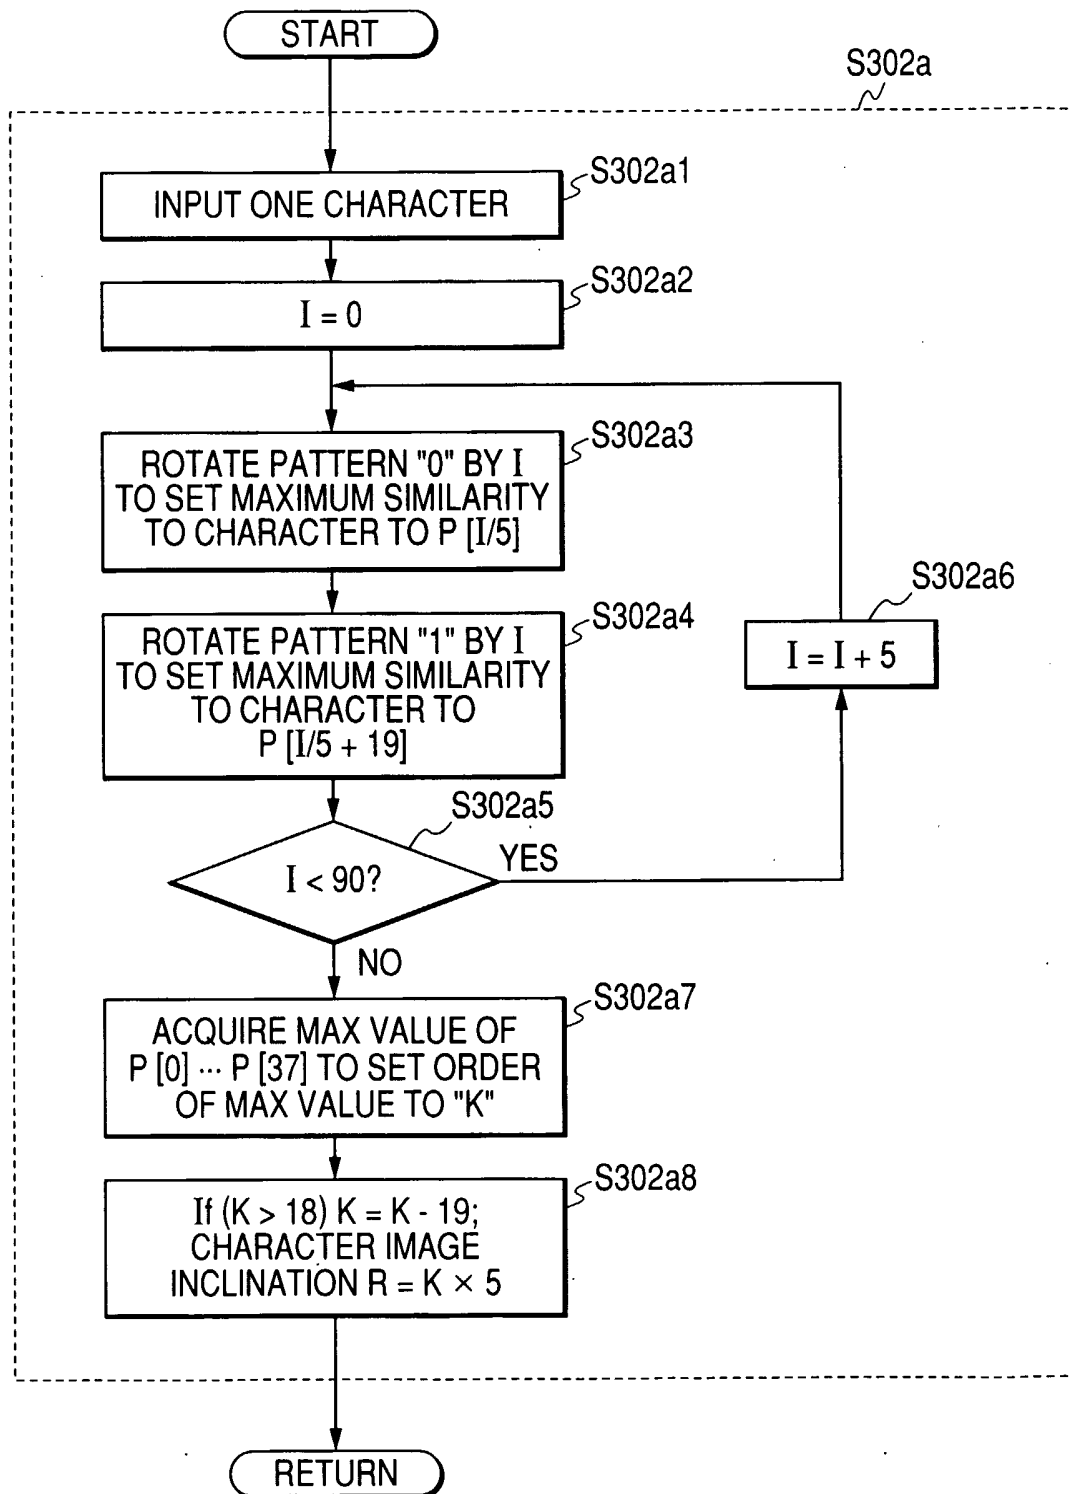 START
S302a
S302a1
INPUT ONE CHARACTER
S302a2
I = 0
S302a3
ROTATE PATTERN "0" BY I
TO SET MAXIMUM SIMILARITY
TO CHARACTER TO P [I/5]
S302a4
ROTATE PATTERN "1" BY I
TO SET MAXIMUM SIMILARITY
TO CHARACTER TO
P [I/5 + 19]
S302a6
I = I + 5
S302a5
I < 90?
YES
NO
S302a7
ACQUIRE MAX VALUE OF
P [0] ··· P [37] TO SET ORDER
OF MAX VALUE TO "K"
S302a8
If (K > 18) K = K - 19;
CHARACTER IMAGE
INCLINATION R = K × 5
RETURN